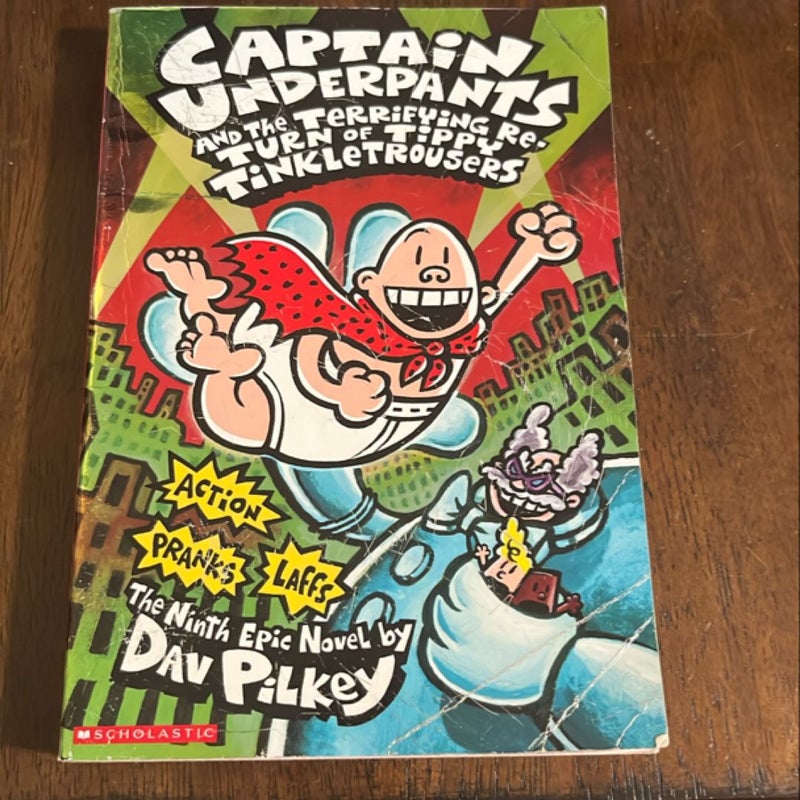 CAPTAIN
UNDERPANTS
AND THE TERRIFYING RE-
TURN OF TIPPY
TINKLETROUSERS
ACTION
PRANKS
LAFFS
The NINTH EPIC NOVEL by
DAV PILKEY
SCHOLASTIC